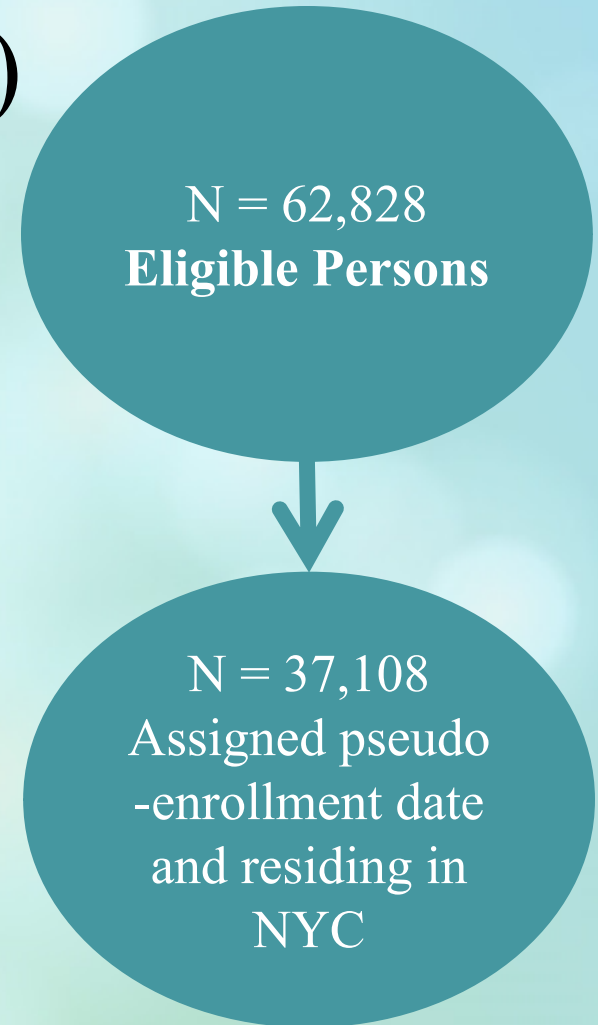 )
N = 62,828
Eligible Persons
N = 37,108
Assigned pseudo
-enrollment date
and residing in
NYC